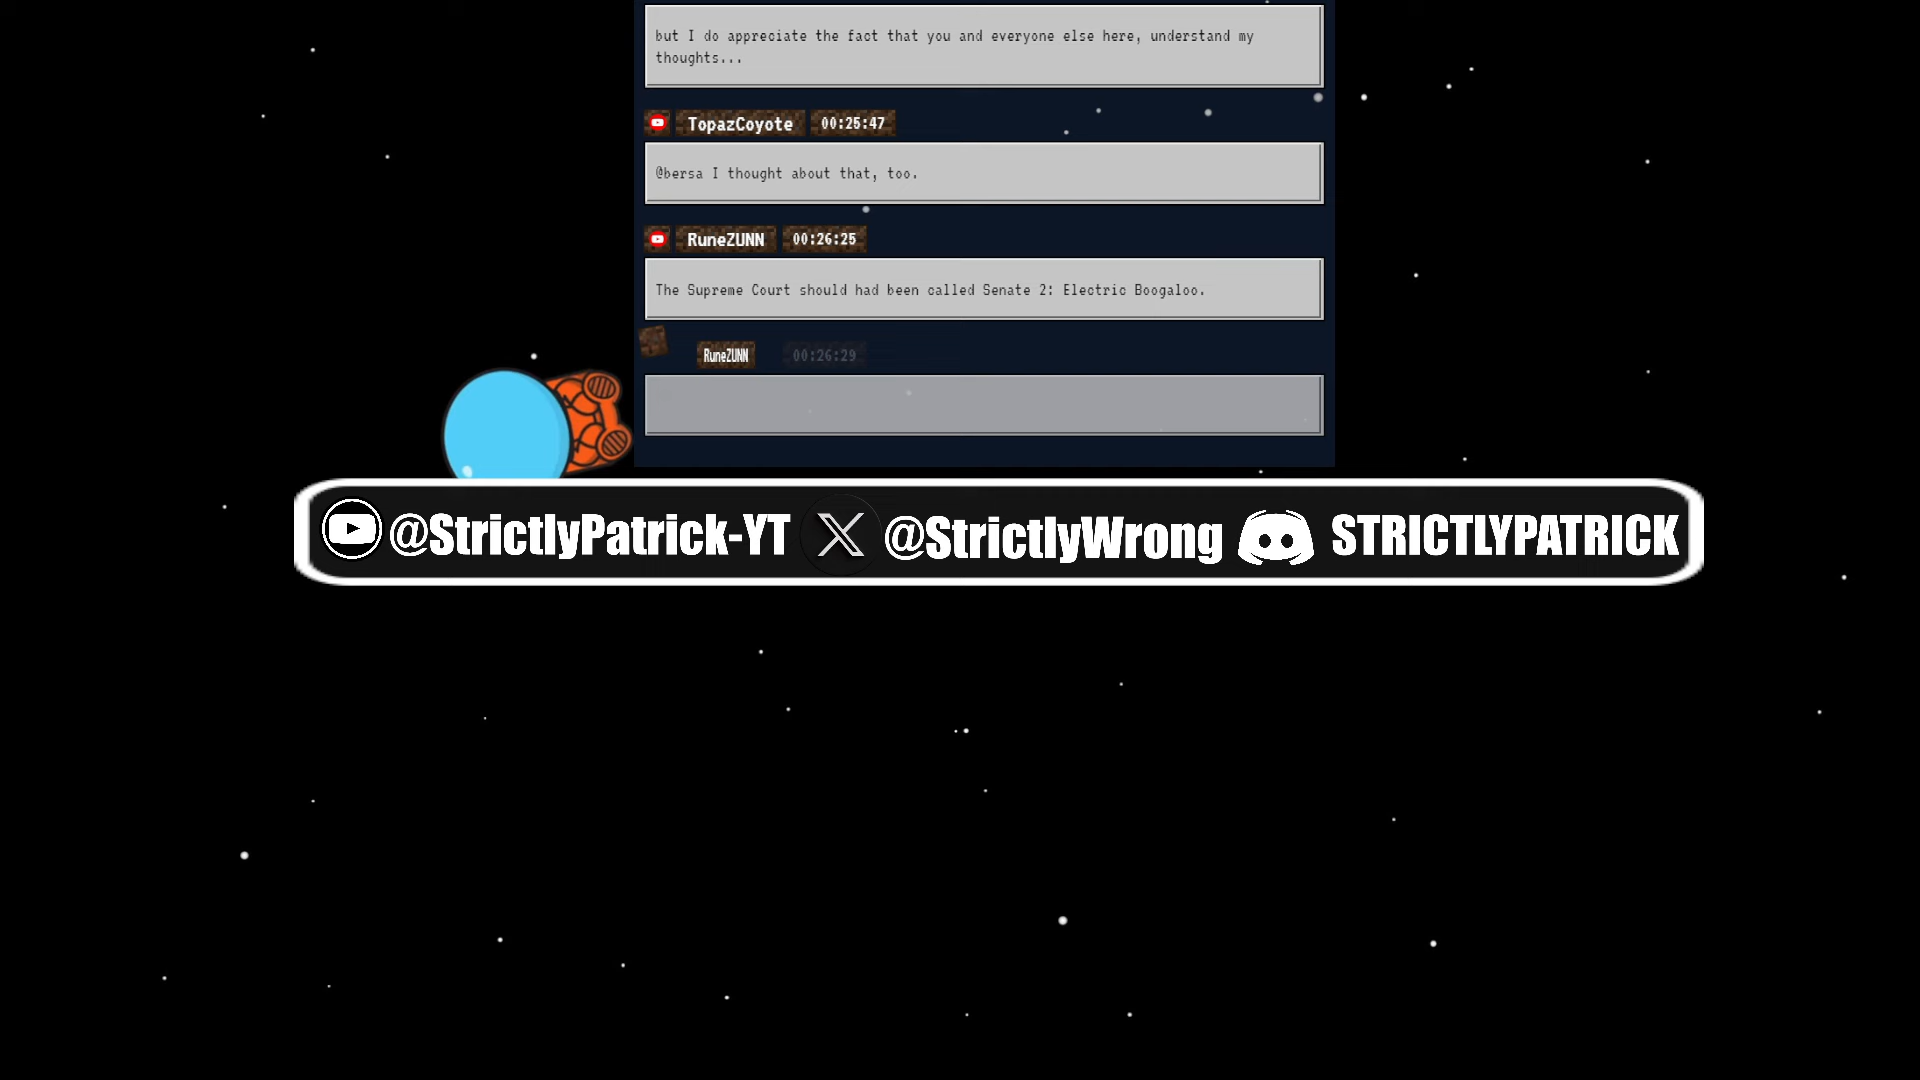 but I do appreciate the fact that you and everyone else here, understand my
thoughts...
TopazCoyote 00:25:47
@bersa I thought about that, too.
RuneZUNN 00:26:25
The Supreme Court should had been called Senate 2: Electric Boogaloo.
RuneZUNN 00:26:29
@StrictlyPatrick-YT @StrictlyWrong STRICTLYPATRICK